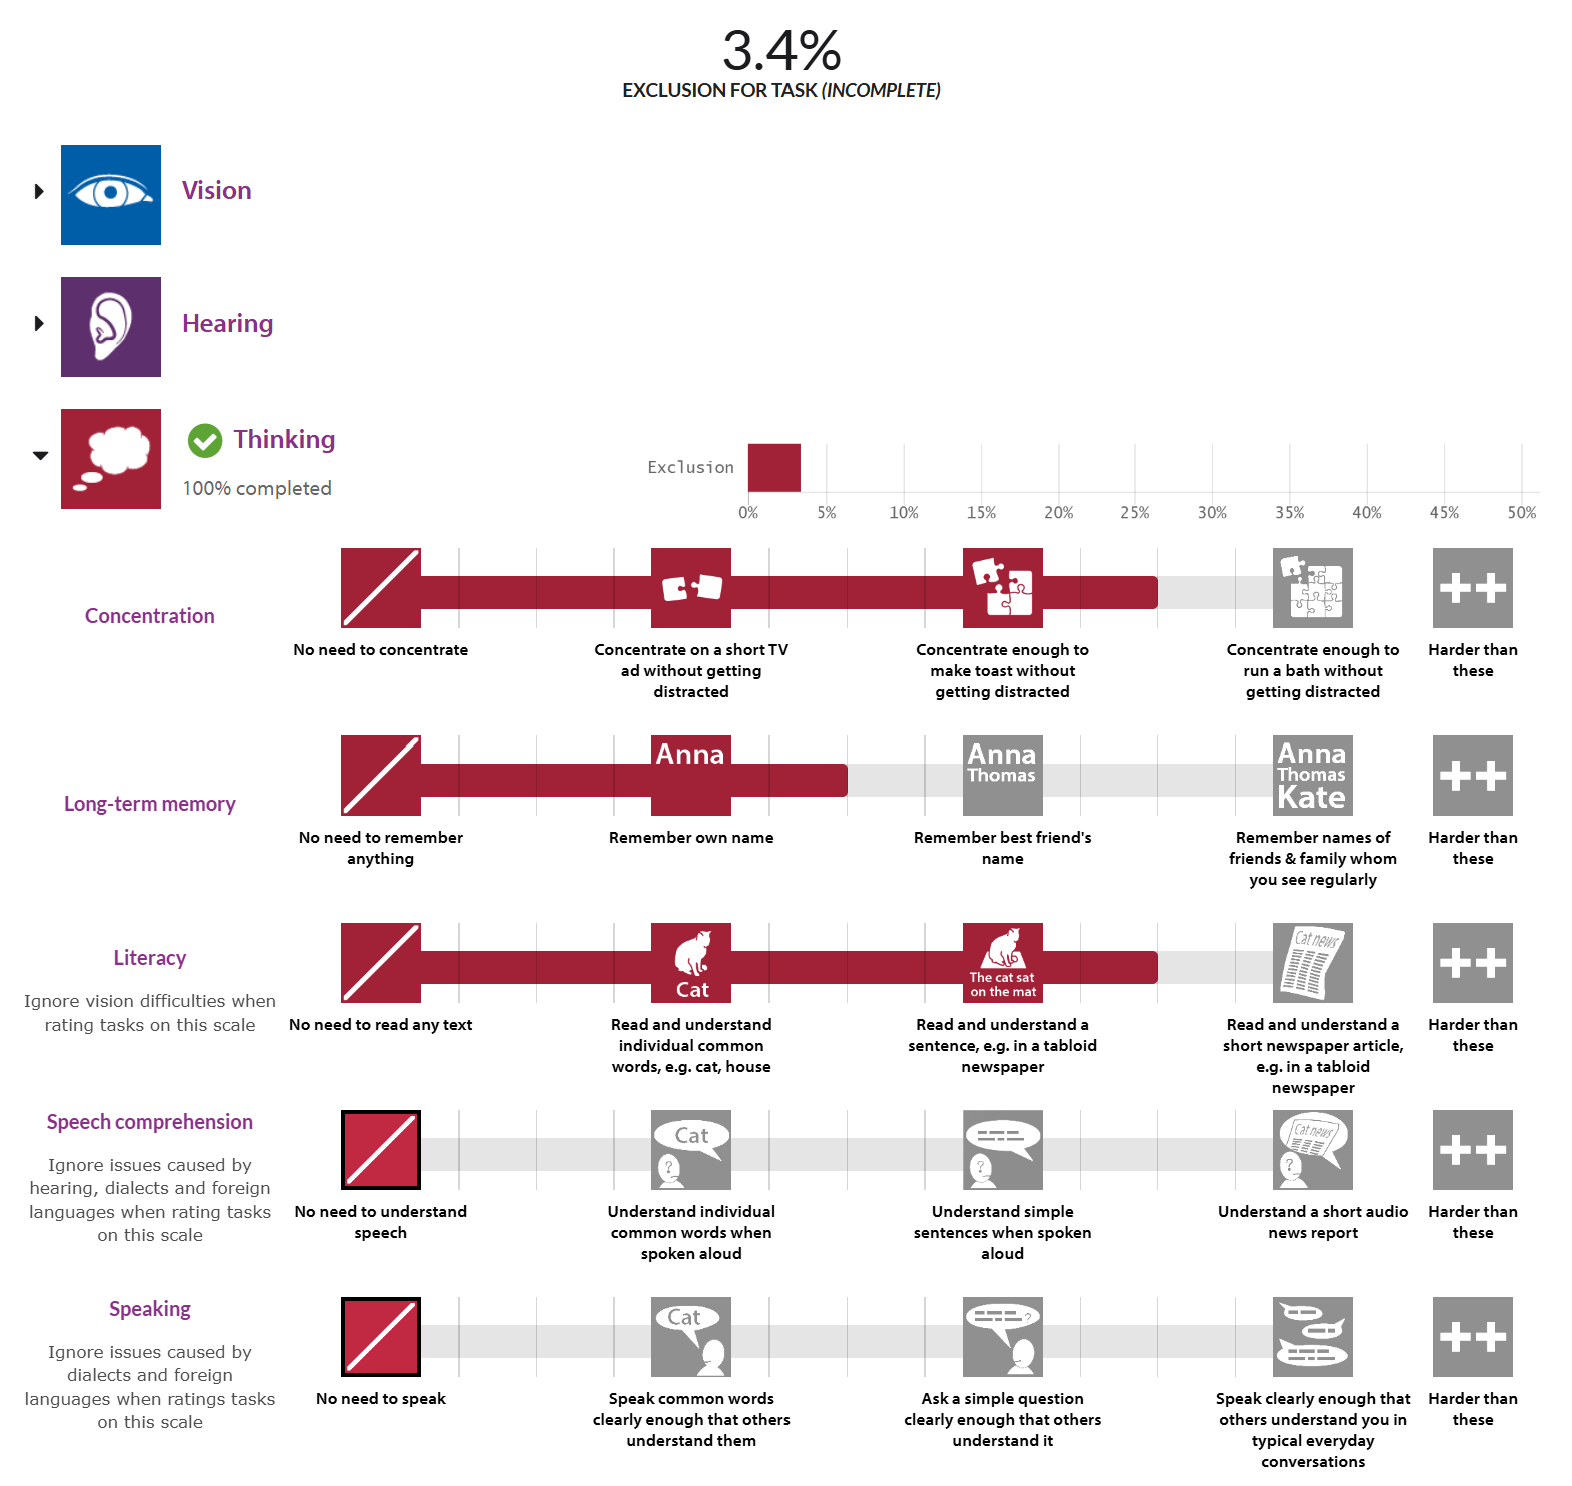 3.4%
EXCLUSION FOR TASK (INCOMPLETE)
Vision
Hearing
Thinking
100% completed
Exclusion
0% 5% 10% 15% 20% 25% 30% 35% 40% 45% 50%
Concentration
No need to concentrate
Concentrate on a short TV
ad without getting
distracted
Concentrate enough to
make toast without
getting distracted
Concentrate enough to
run a bath without
getting distracted
Harder than
these
Long-term memory
No need to remember
anything
Anna
Remember own name
Anna
Thomas
Remember best friend's
name
Anna
Thomas
Kate
Remember names of
friends & family whom
you see regularly
Harder than
these
Literacy
Ignore vision difficulties when
rating tasks on this scale
No need to read any text
Cat
Read and understand
individual common
words, e.g. cat, house
The cat sat
on the mat
Read and understand a
sentence, e.g. in a tabloid
newspaper
Cat news
Read and understand a
short newspaper article,
e.g. in a tabloid
newspaper
Harder than
these
Speech comprehension
Ignore issues caused by
hearing, dialects and foreign
languages when rating tasks
on this scale
No need to understand
speech
Cat
?
Understand individual
common words when
spoken aloud
?
Understand simple
sentences when spoken
aloud
Cat news
?
Understand a short audio
news report
Harder than
these
Speaking
Ignore issues caused by
dialects and foreign
languages when ratings tasks
on this scale
No need to speak
Cat
Speak common words
clearly enough that others
understand them
?
Ask a simple question
clearly enough that others
understand it
Speak clearly enough that
others understand you in
typical everyday
conversations
Harder than
these